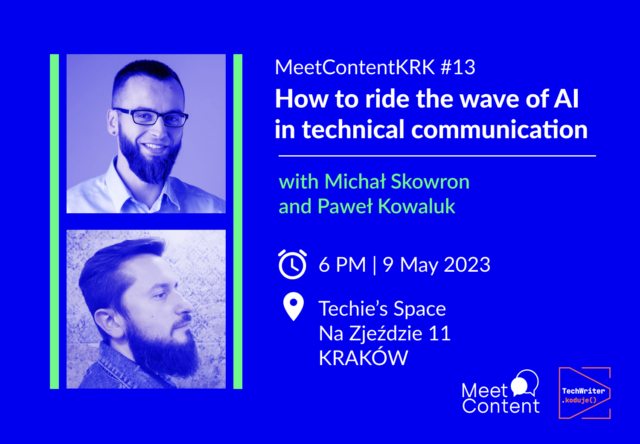 MeetContentKRK #13
How to ride the wave of AI
in technical communication
with Michał Skowron
and Paweł Kowaluk
6 PM | 9 May 2023
Techie's Space
Na Zjeździe 11
KRAKÓW
Meet
Content
TechWriter
.koduje()